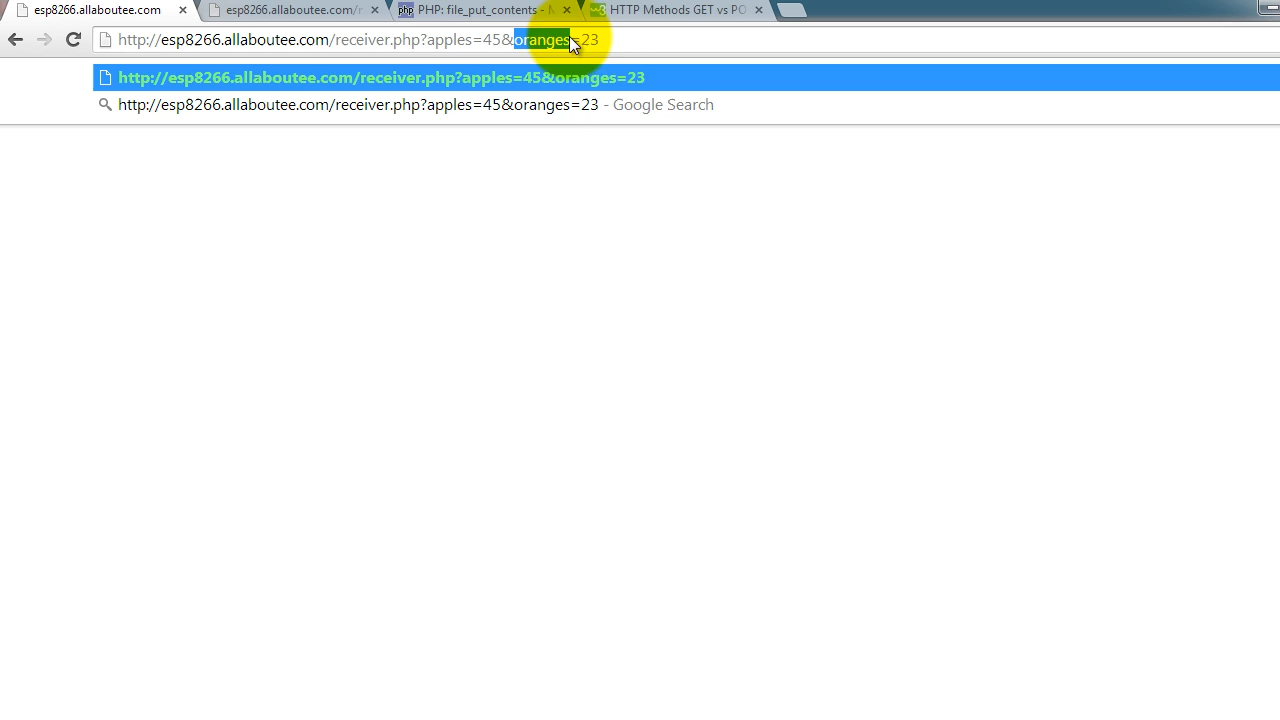 esp8266.allaboutee.com
esp8266.allaboutee.com/r
php PHP: file_put_contents - M
HTTP Methods GET vs PO
http://esp8266.allaboutee.com/receiver.php?apples=45&oranges=23
http://esp8266.allaboutee.com/receiver.php?apples=45&oranges=23
http://esp8266.allaboutee.com/receiver.php?apples=45&oranges=23 - Google Search